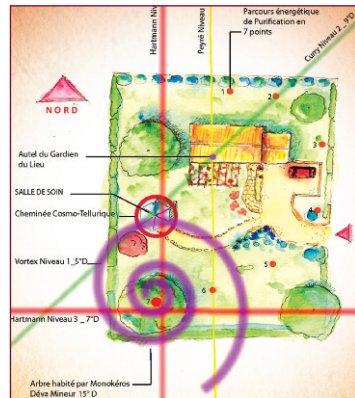 Hartmann Niv
Peyré Niveau
Parcours énergétique
de Purification en
7 points
Curry Niveau 2 _ 9°D
NORD
1
2
3
Autel du Gardien
du Lieu
SALLE DE SOIN
Cheminée Cosmo-Tellurique
4
Vortex Niveau 1_5°D
5
6
7
Hartmann Niveau 3 _ 7°D
Arbre habité par Monokéros
Déva Mineur 15° D